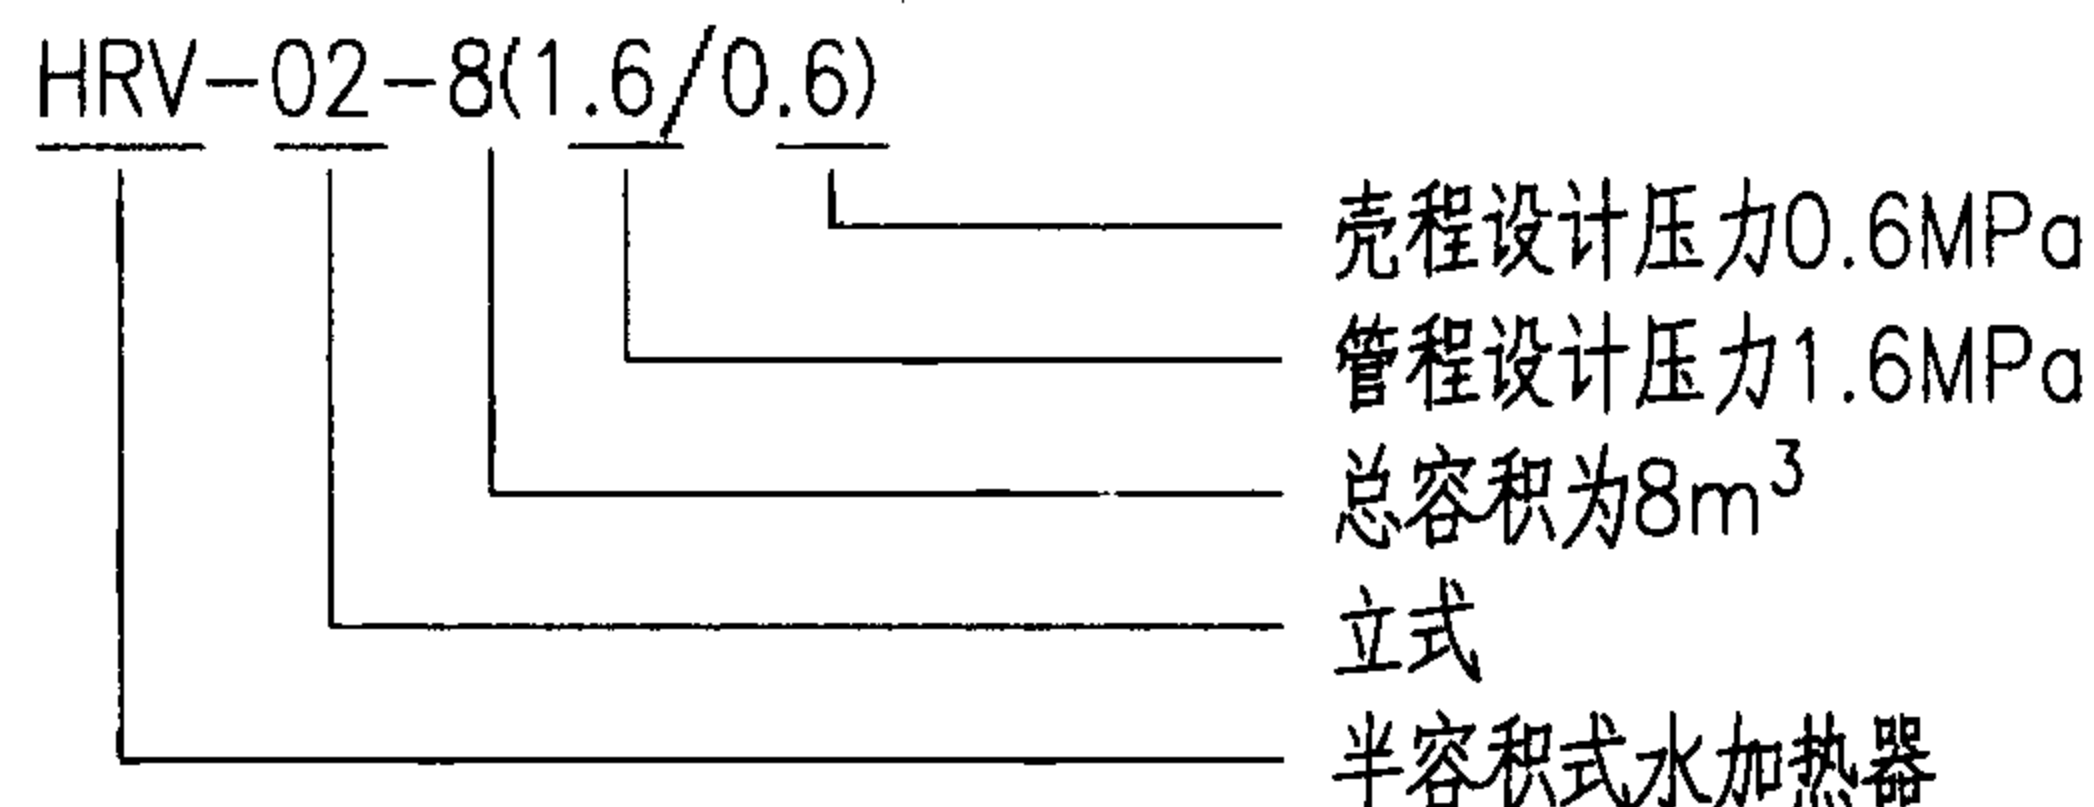 HRV-02-8(1.6/0.6)
壳程设计压力0.6MPa
管程设计压力1.6MPa
总容积为8m³
立式
半容积式水加热器